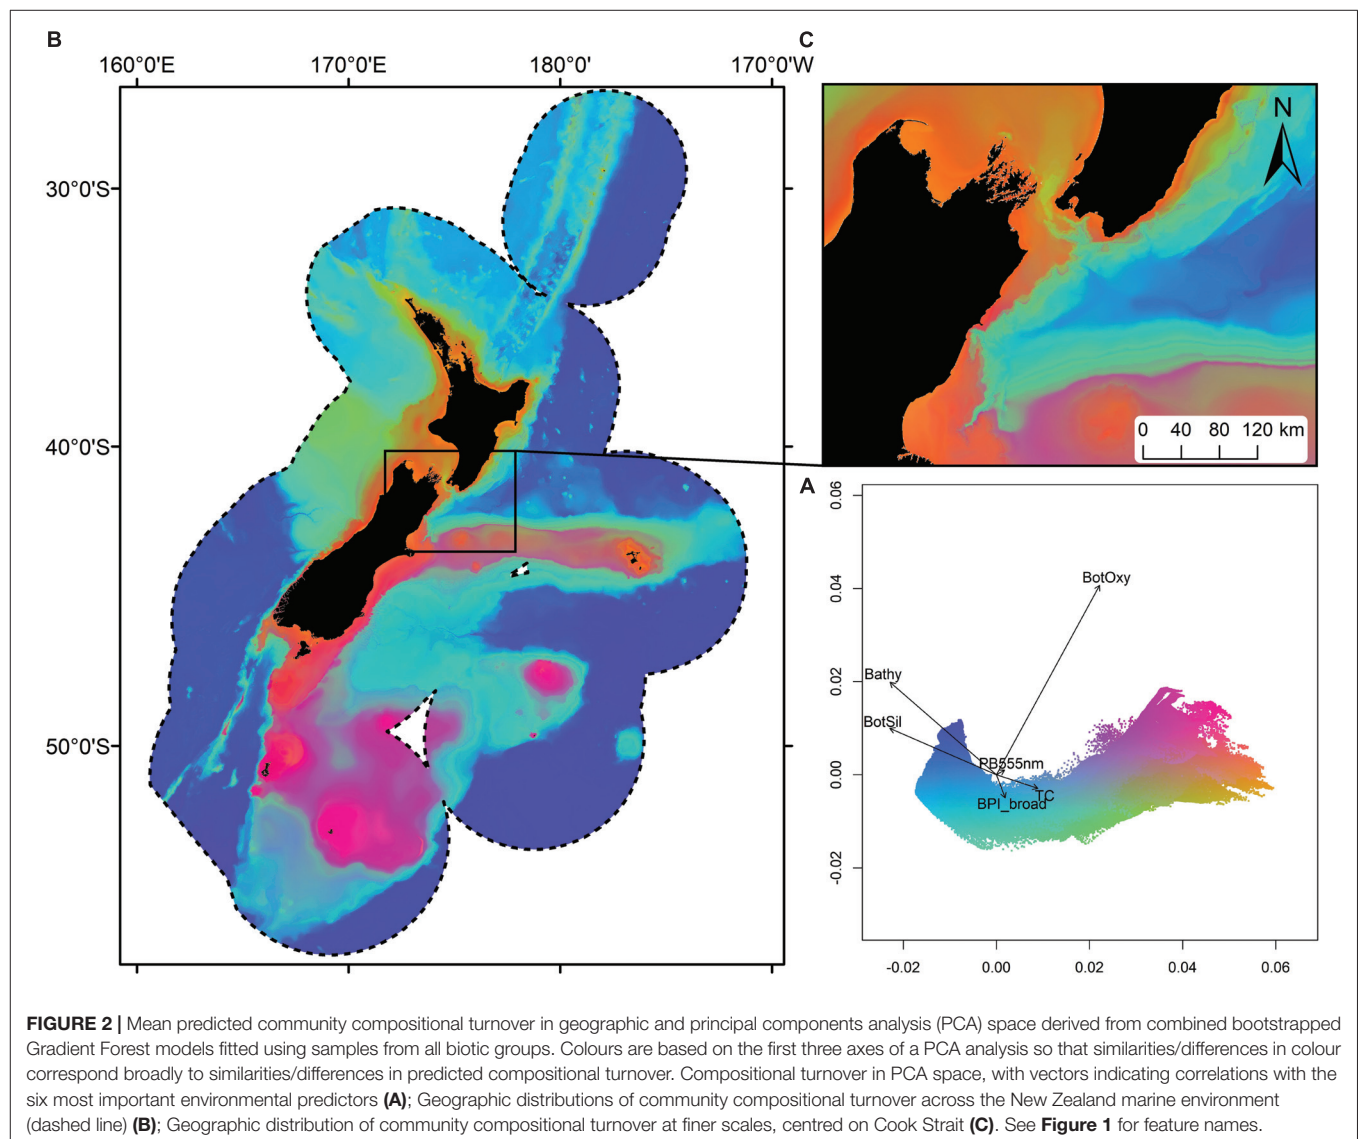 B
160°0'E 170°0'E 180°0' 170°0'W
30°0'S
40°0'S
50°0'S
C
N
0 40 80 120 km
A
0.06
0.04
0.02
0.00
-0.02
BotOxy
Bathy
BotSil
PB555nm
TC
BPI_broad
-0.02 0.00 0.02 0.04 0.06
FIGURE 2 | Mean predicted community compositional turnover in geographic and principal components analysis (PCA) space derived from combined bootstrapped
Gradient Forest models fitted using samples from all biotic groups. Colours are based on the first three axes of a PCA analysis so that similarities/differences in colour
correspond broadly to similarities/differences in predicted compositional turnover. Compositional turnover in PCA space, with vectors indicating correlations with the
six most important environmental predictors (A); Geographic distributions of community compositional turnover across the New Zealand marine environment
(dashed line) (B); Geographic distribution of community compositional turnover at finer scales, centred on Cook Strait (C). See Figure 1 for feature names.